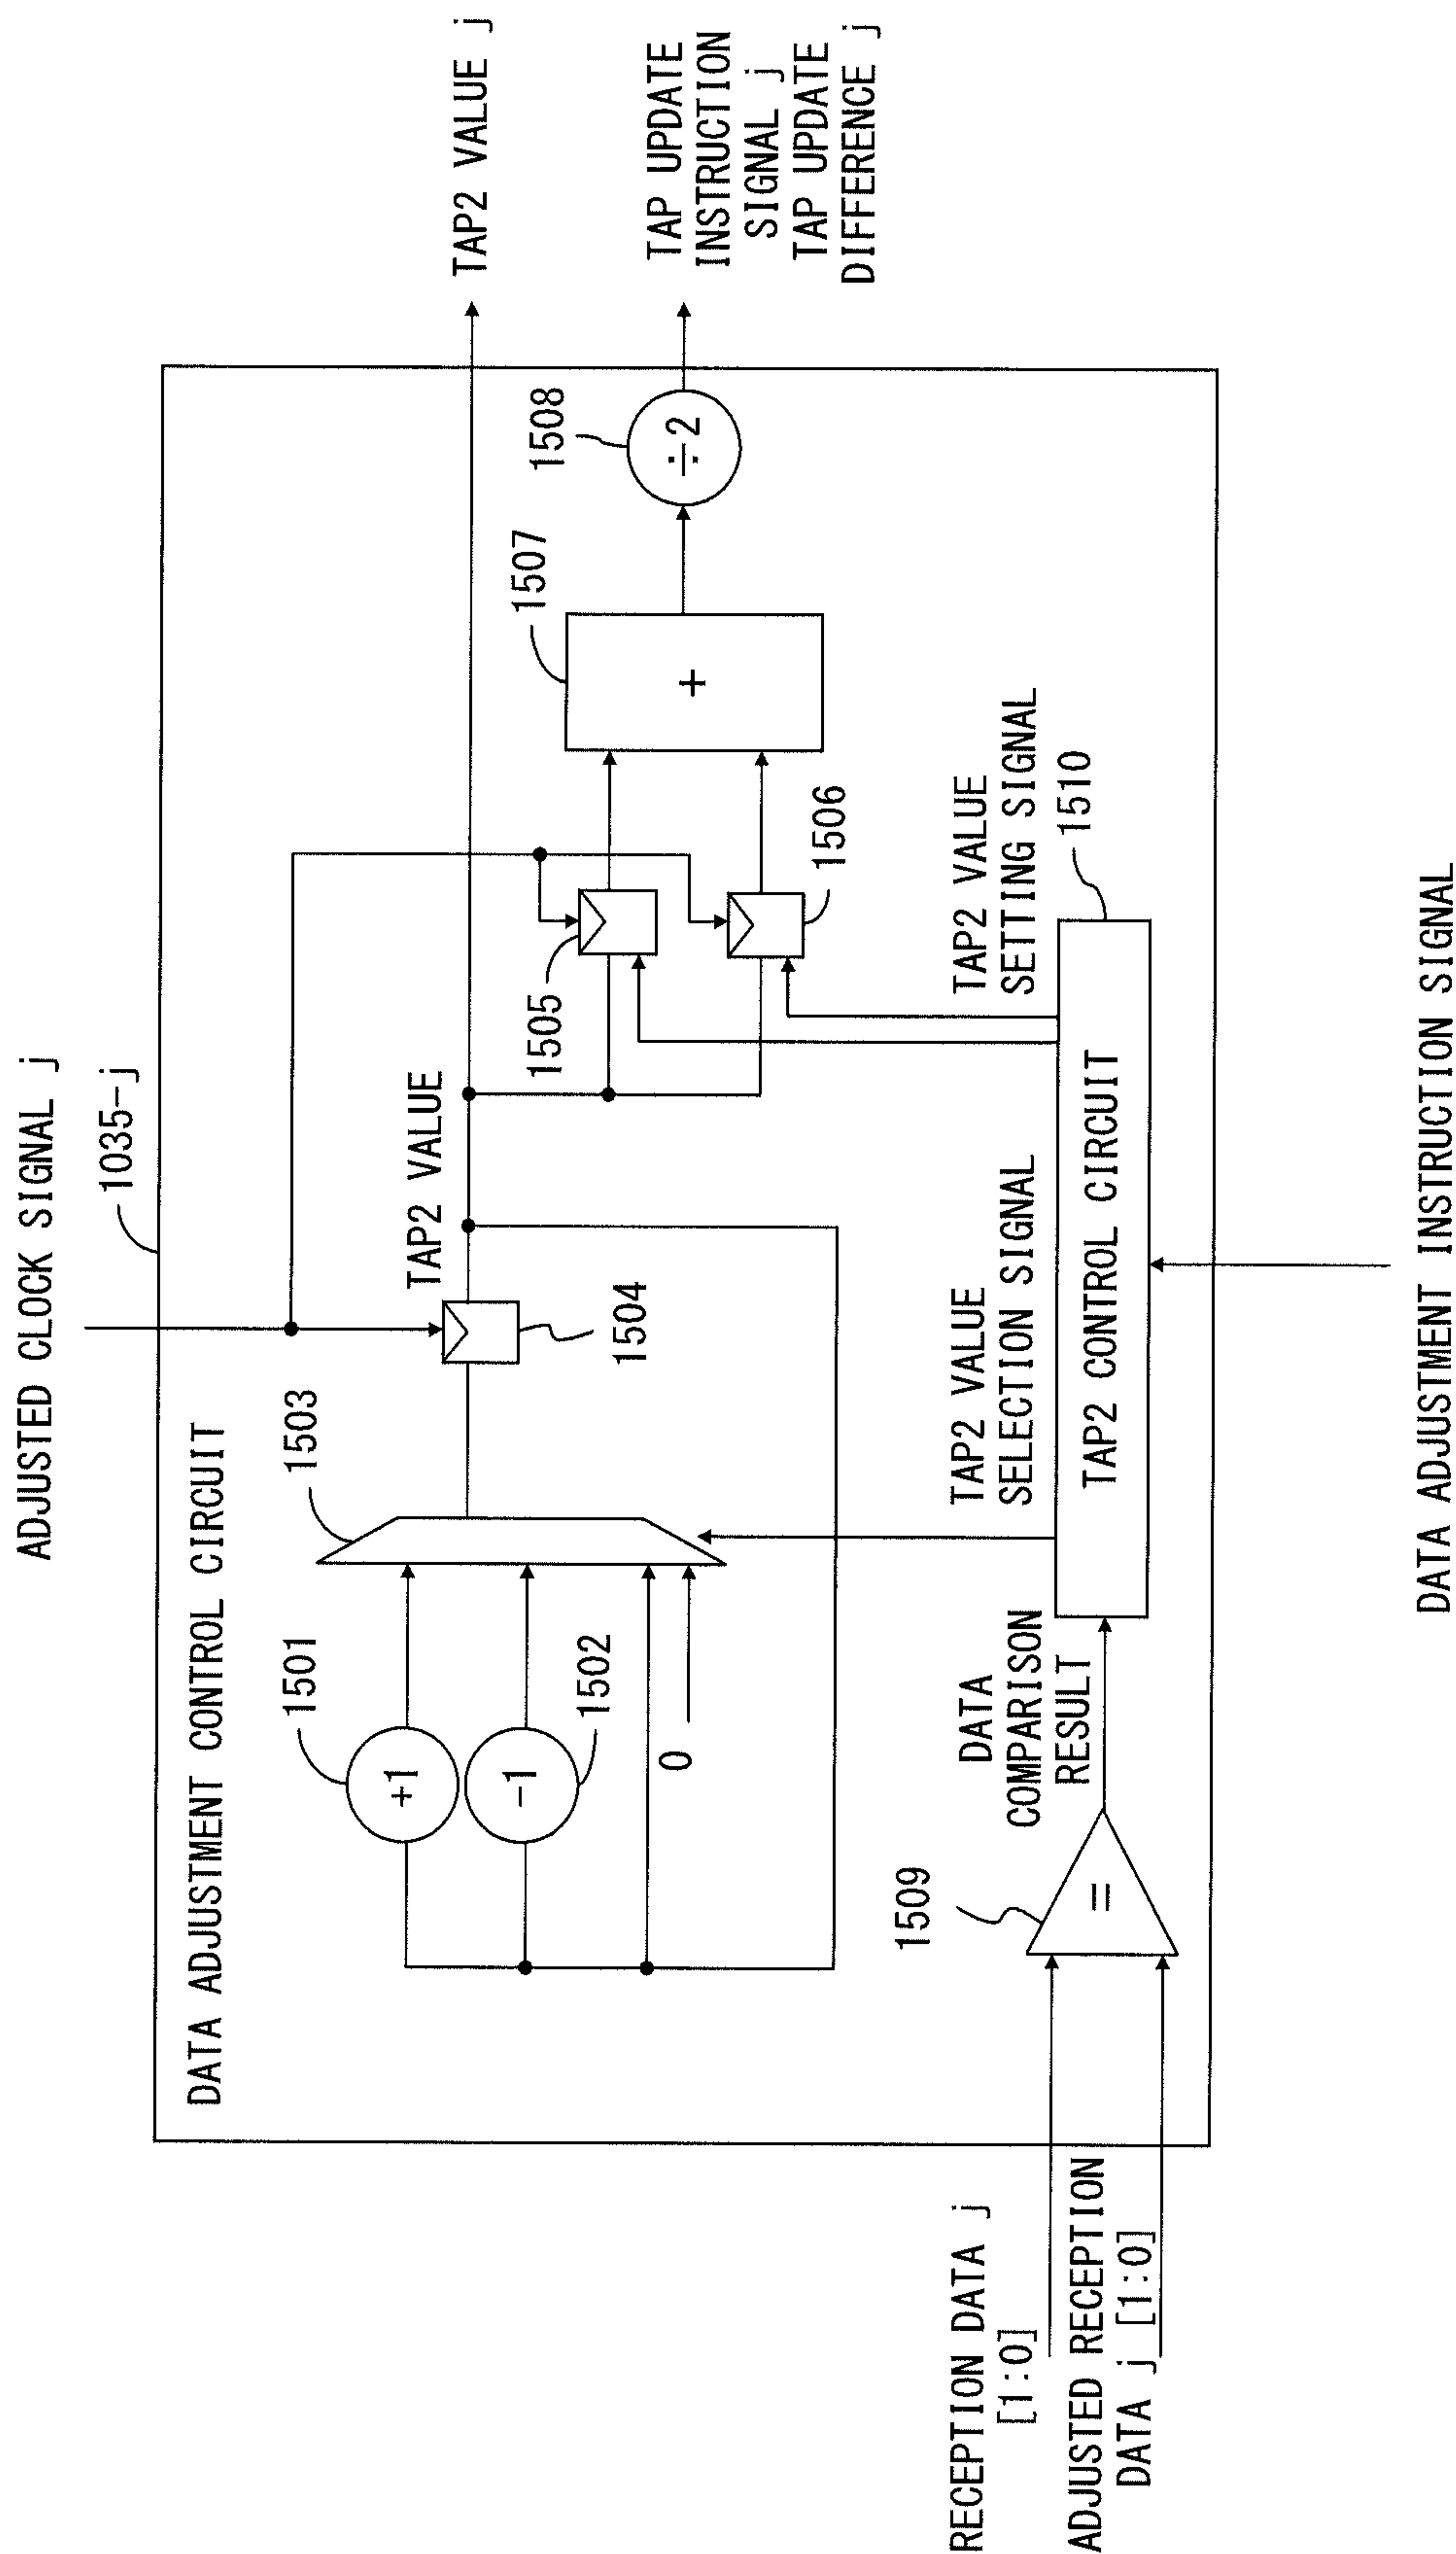 ADJUSTED CLOCK SIGNAL j
1035-j
DATA ADJUSTMENT CONTROL CIRCUIT
TAP2 VALUE j
1501
+1
1503
TAP2 VALUE
1502
-1
0
1504
1505
1506
1507
+
1508
÷2
TAP UPDATE
INSTRUCTION
SIGNAL j
TAP UPDATE
DIFFERENCE j
TAP2 VALUE
SELECTION SIGNAL
TAP2 VALUE
SETTING SIGNAL
1509
=
DATA
COMPARISON
RESULT
TAP2 CONTROL CIRCUIT
1510
RECEPTION DATA j
[1:0]
ADJUSTED RECEPTION
DATA j [1:0]
DATA ADJUSTMENT INSTRUCTION SIGNAL